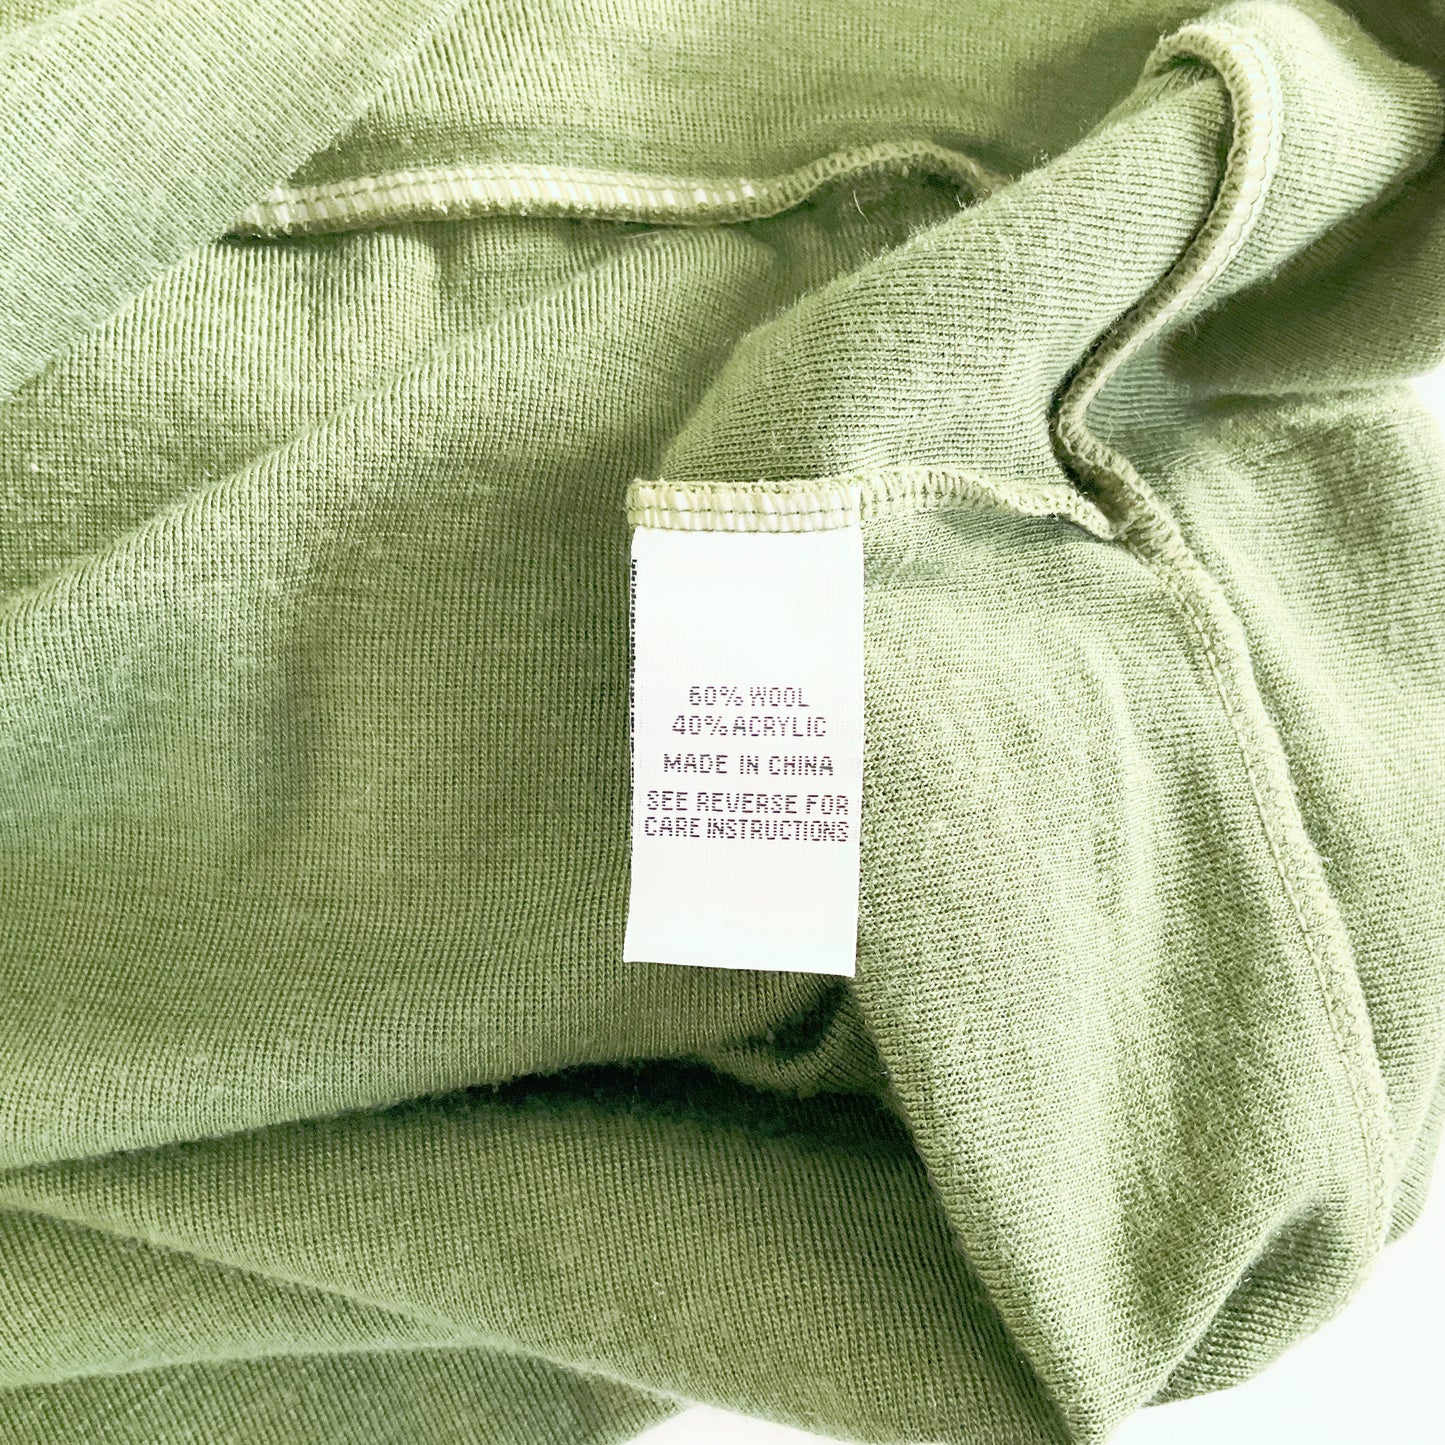 60% WOOL
40% ACRYLIC
MADE IN CHINA
SEE REVERSE FOR
CARE INSTRUCTIONS